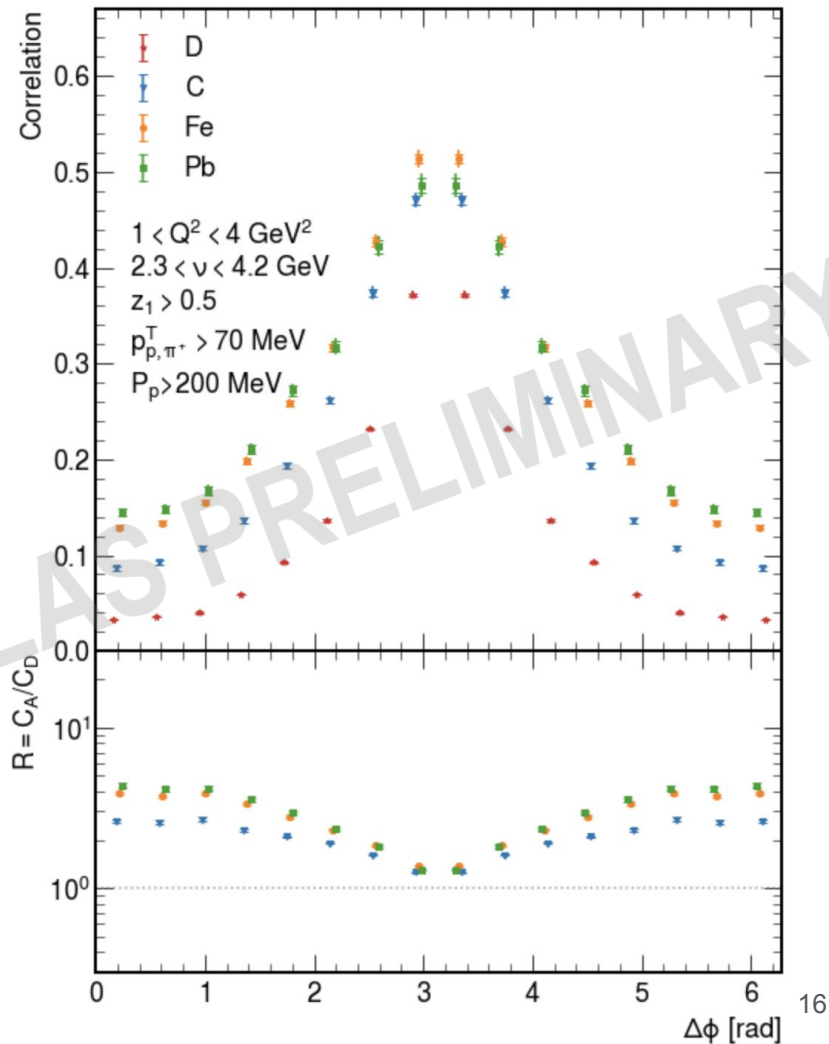 Correlation
0.6
0.5
0.4
0.3
0.2
0.1
0.0
D
C
Fe
Pb
1 < Q² < 4 GeV²
2.3 < ν < 4.2 GeV
z₁ > 0.5
pᵀ_p,π⁺ > 70 MeV
P_p>200 MeV
LAS PRELIMINARY
R = C_A/C_D
10¹
10⁰
0 1 2 3 4 5 6
Δϕ [rad]
16